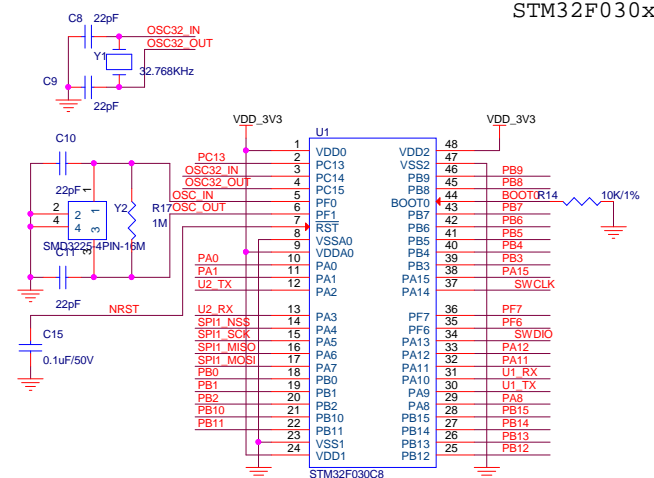 STM32F030x
C8 22pF
OSC32_IN
OSC32_OUT
Y1
32.768KHz
C9
22pF
VDD_3V3 VDD_3V3
U1
C10
22pF
1
2 2 1
4 4 3
3
Y2
R17
1M
SMD3225-4PIN-16M
C11
22pF
OSC_IN
OSC_OUT
NRST
C15
0.1uF/50V
1 VDD0 VDD2 48
PC13 2 PC13 VSS2 47
OSC32_IN 3 PC14 PB9 46 PB9
OSC32_OUT 4 PC15 PB8 45 PB8
5 PF0 BOOT0 44 BOOT0 R14 10K/1%
6 PF1 PB7 43 PB7
7 RST PB6 42 PB6
8 VSSA0 PB5 41 PB5
9 VDDA0 PB4 40 PB4
PA0 10 PA0 PB3 39 PB3
PA1 11 PA1 PA15 38 PA15
U2_TX 12 PA2 PA14 37 SWCLK
U2_RX 13 PA3 PF7 36 PF7
SPI1_NSS 14 PA4 PF6 35 PF6
SPI1_SCK 15 PA5 PA13 34 SWDIO
SPI1_MISO 16 PA6 PA12 33 PA12
SPI1_MOSI 17 PA7 PA11 32 PA11
PB0 18 PB0 PA10 31 U1_RX
PB1 19 PB1 PA9 30 U1_TX
PB2 20 PB2 PA8 29 PA8
PB10 21 PB10 PB15 28 PB15
PB11 22 PB11 PB14 27 PB14
23 VSS1 PB13 26 PB13
24 VDD1 PB12 25 PB12
STM32F030C8